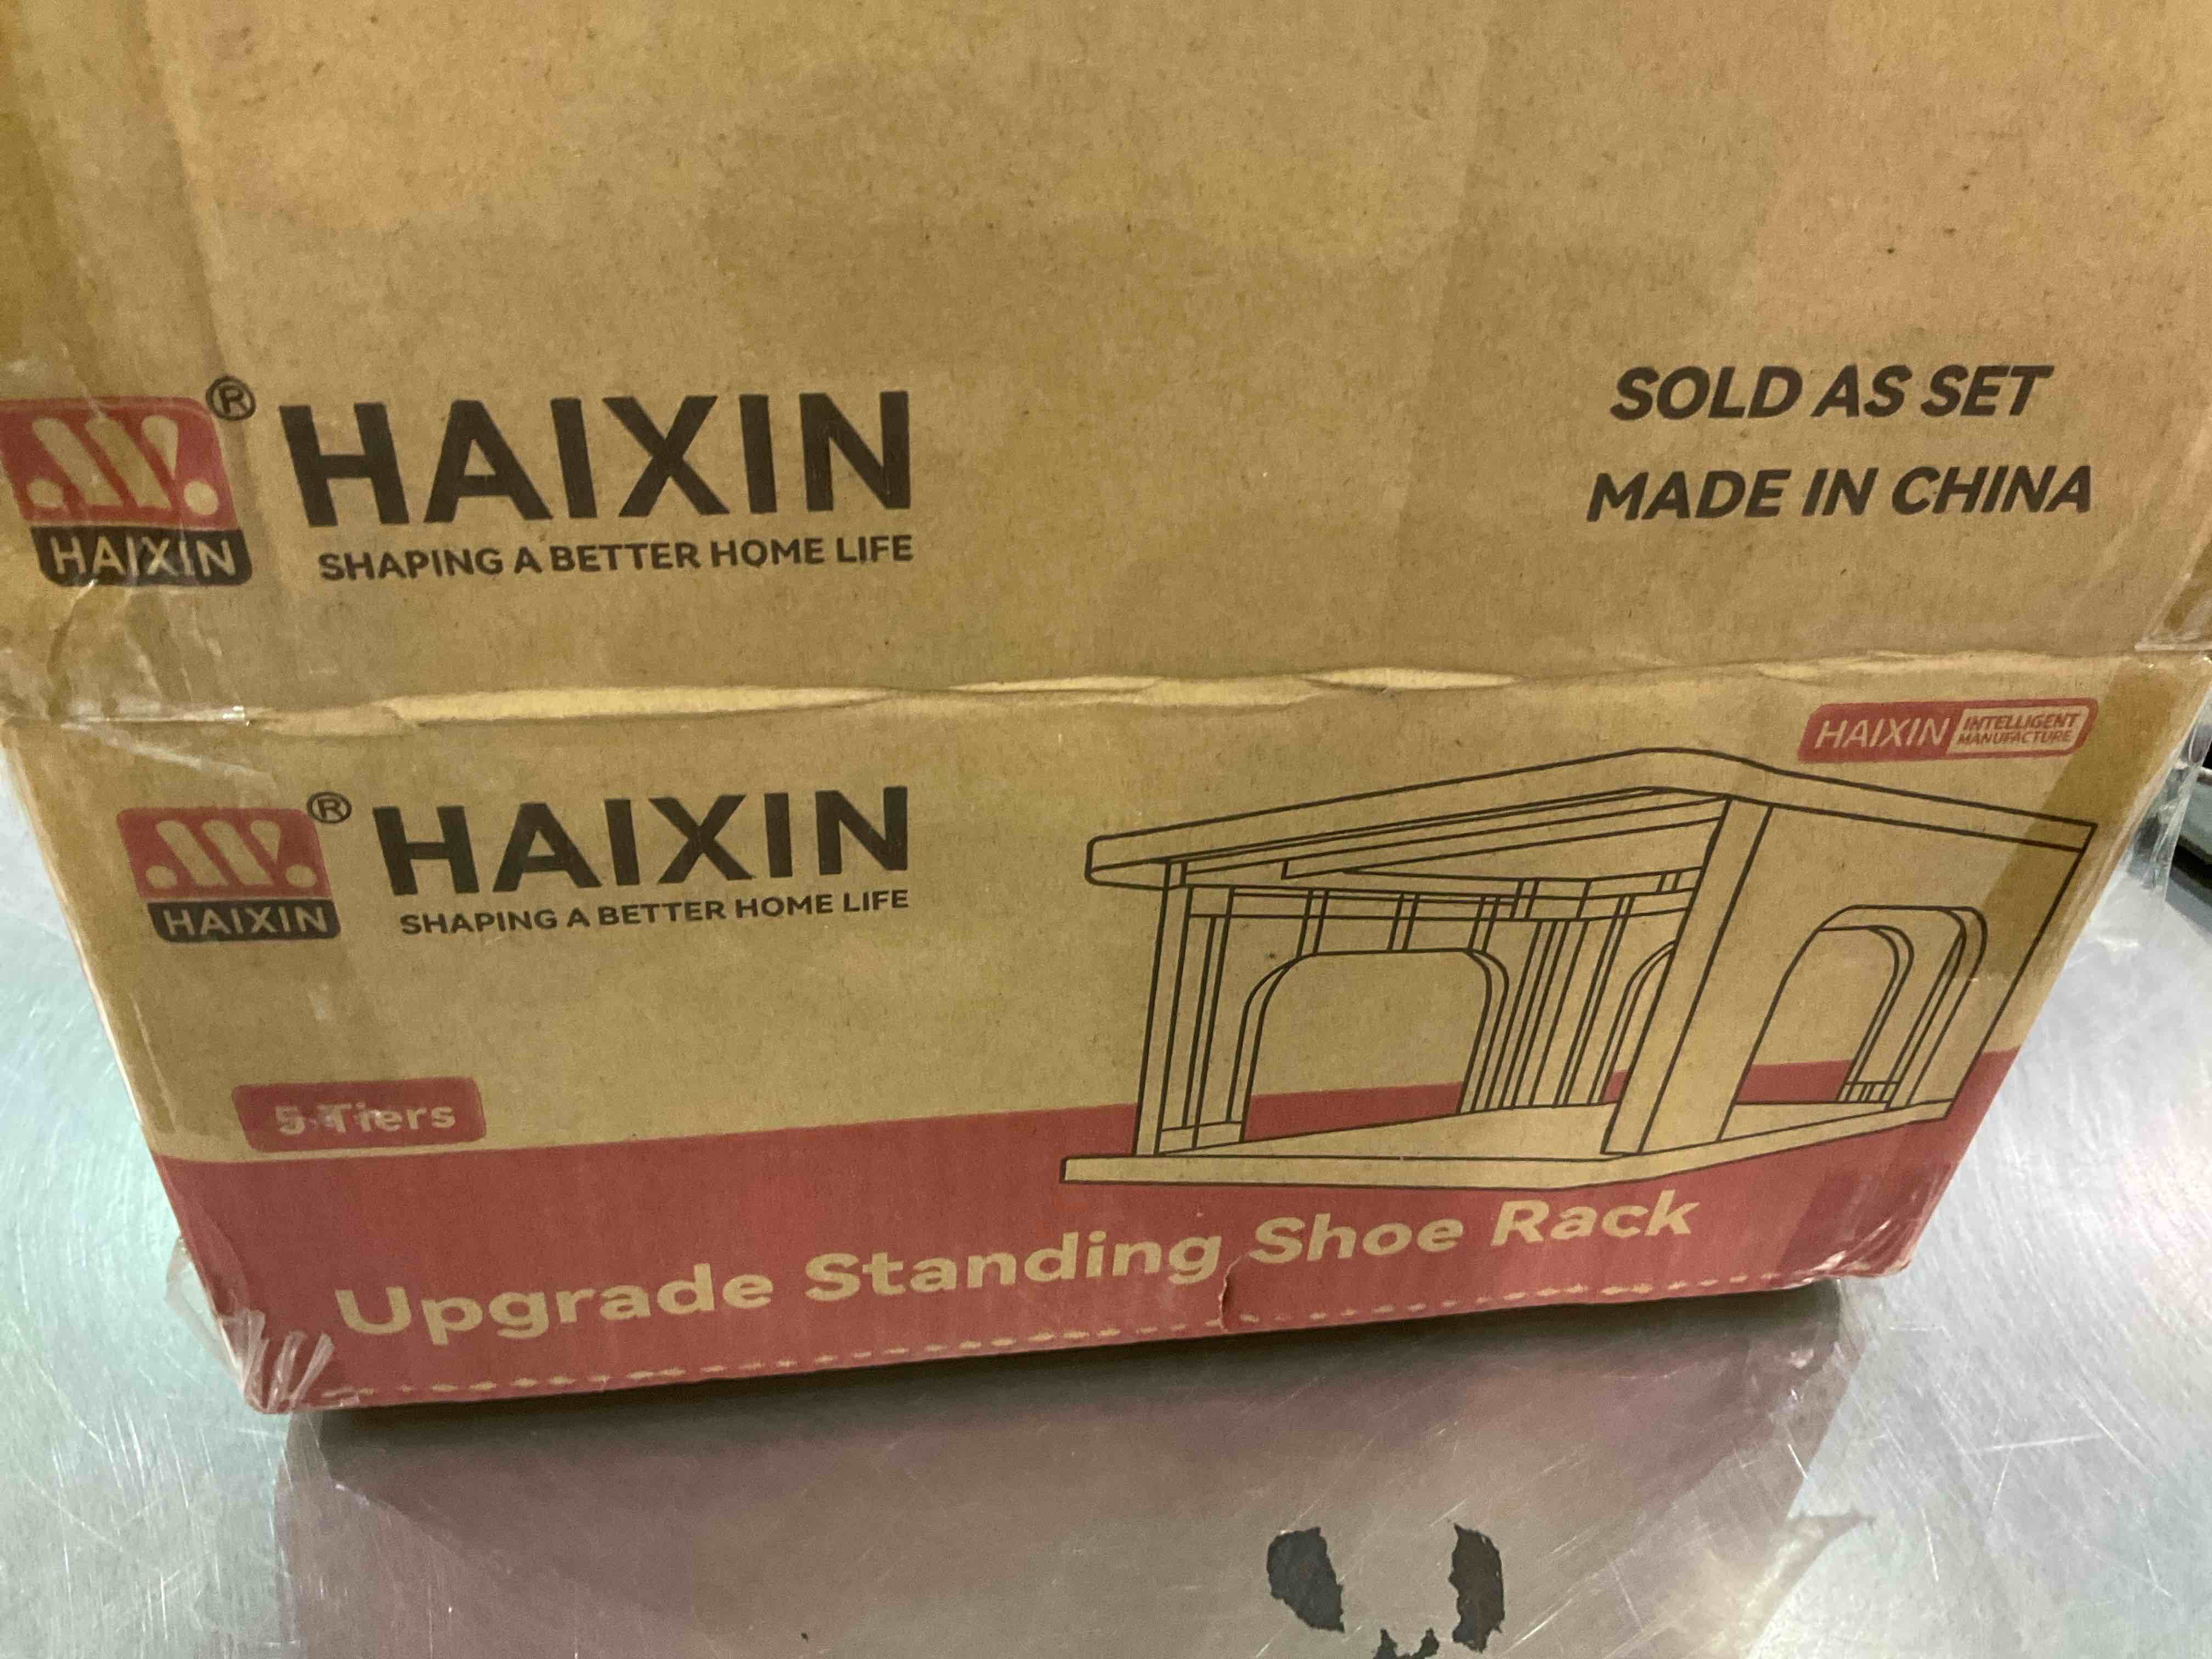 ®
HAIXIN
HAIXIN
SHAPING A BETTER HOME LIFE
SOLD AS SET
MADE IN CHINA
HAIXIN INTELLIGENT
MANUFACTURE
®
HAIXIN
HAIXIN
SHAPING A BETTER HOME LIFE
5-Tiers
Upgrade Standing Shoe Rack